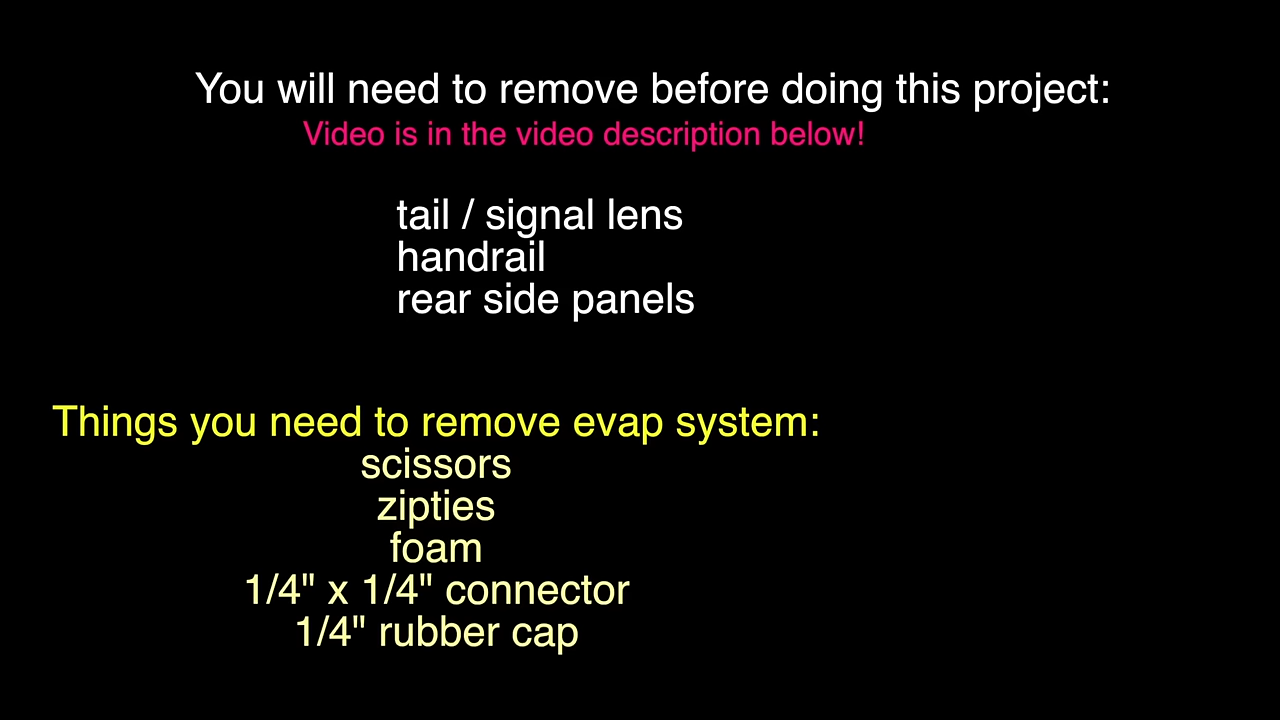 You will need to remove before doing this project:
Video is in the video description below!
tail / signal lens
handrail
rear side panels
Things you need to remove evap system:
scissors
zipties
foam
1/4" x 1/4" connector
1/4" rubber cap